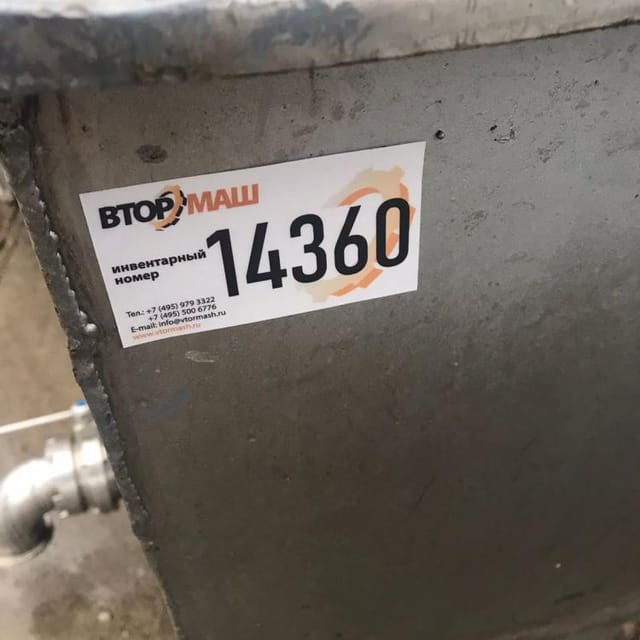 ВТОРМАШ
инвентарный
номер
14360
Тел.: +7 (495) 979 3322
+7 (495) 500 6776
E-mail: info@vtormash.ru
www.vtormash.ru